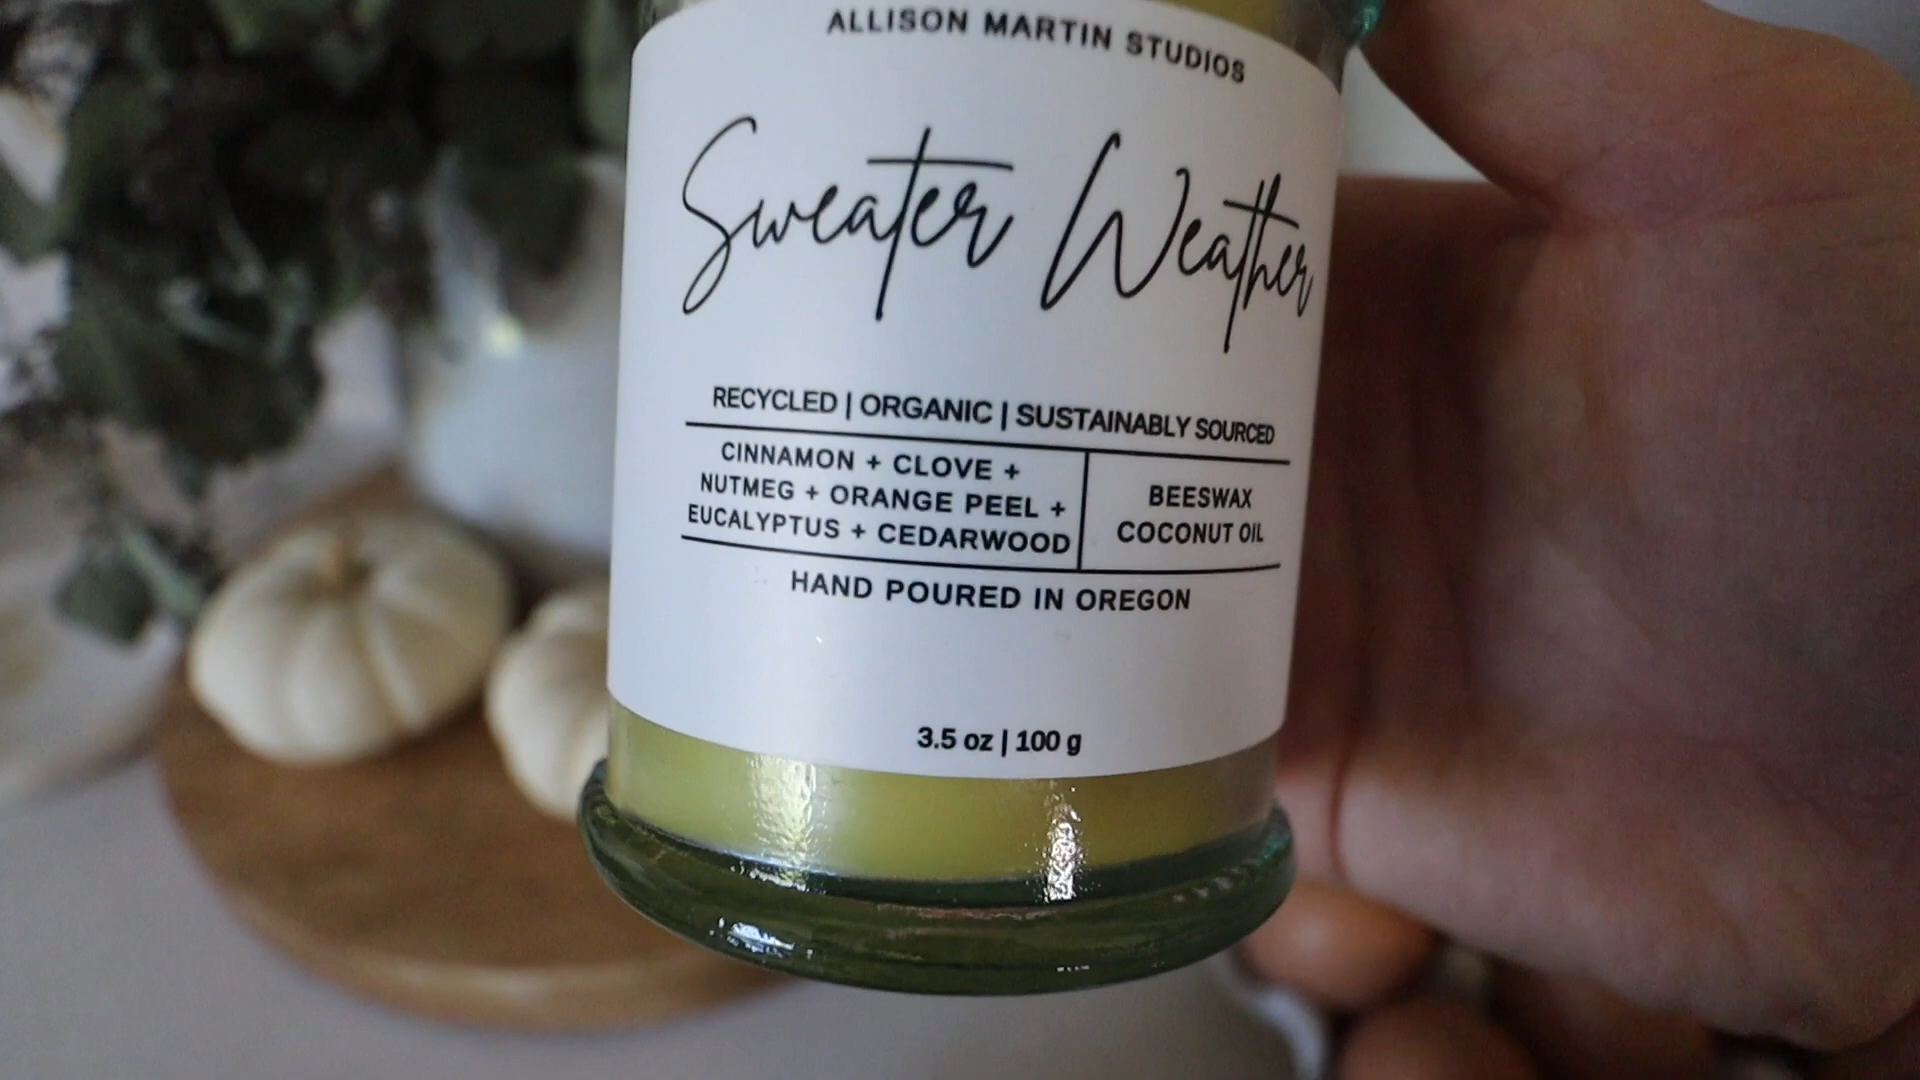 ALLISON MARTIN STUDIOS
Sweater Weather
RECYCLED | ORGANIC | SUSTAINABLY SOURCED
CINNAMON + CLOVE +
NUTMEG + ORANGE PEEL +
EUCALYPTUS + CEDARWOOD
BEESWAX
COCONUT OIL
HAND POURED IN OREGON
3.5 oz | 100 g